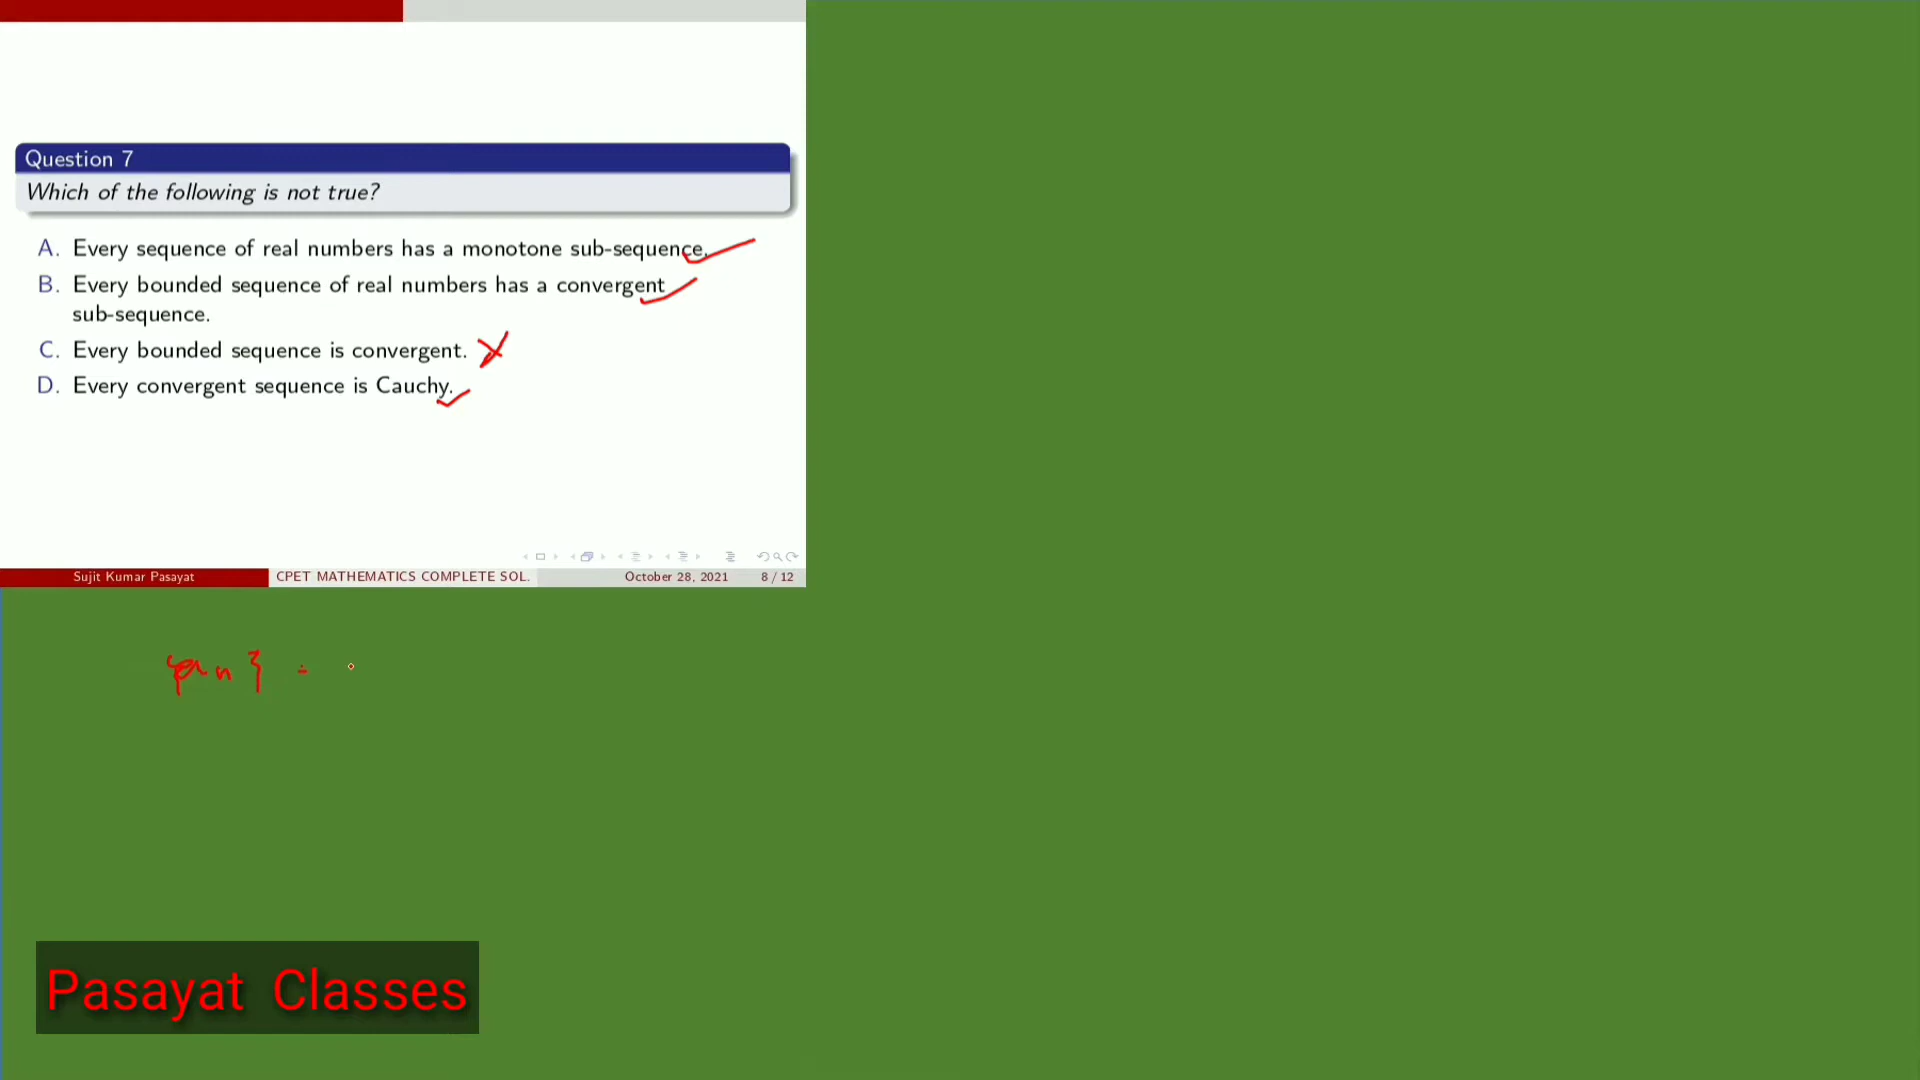 Question 7
Which of the following is not true?
A. Every sequence of real numbers has a monotone sub-sequence.
B. Every bounded sequence of real numbers has a convergent
sub-sequence.
C. Every bounded sequence is convergent.
D. Every convergent sequence is Cauchy.
Sujit Kumar Pasayat CPET MATHEMATICS COMPLETE SOL. October 28, 2021 8 / 12
Pasayat Classes